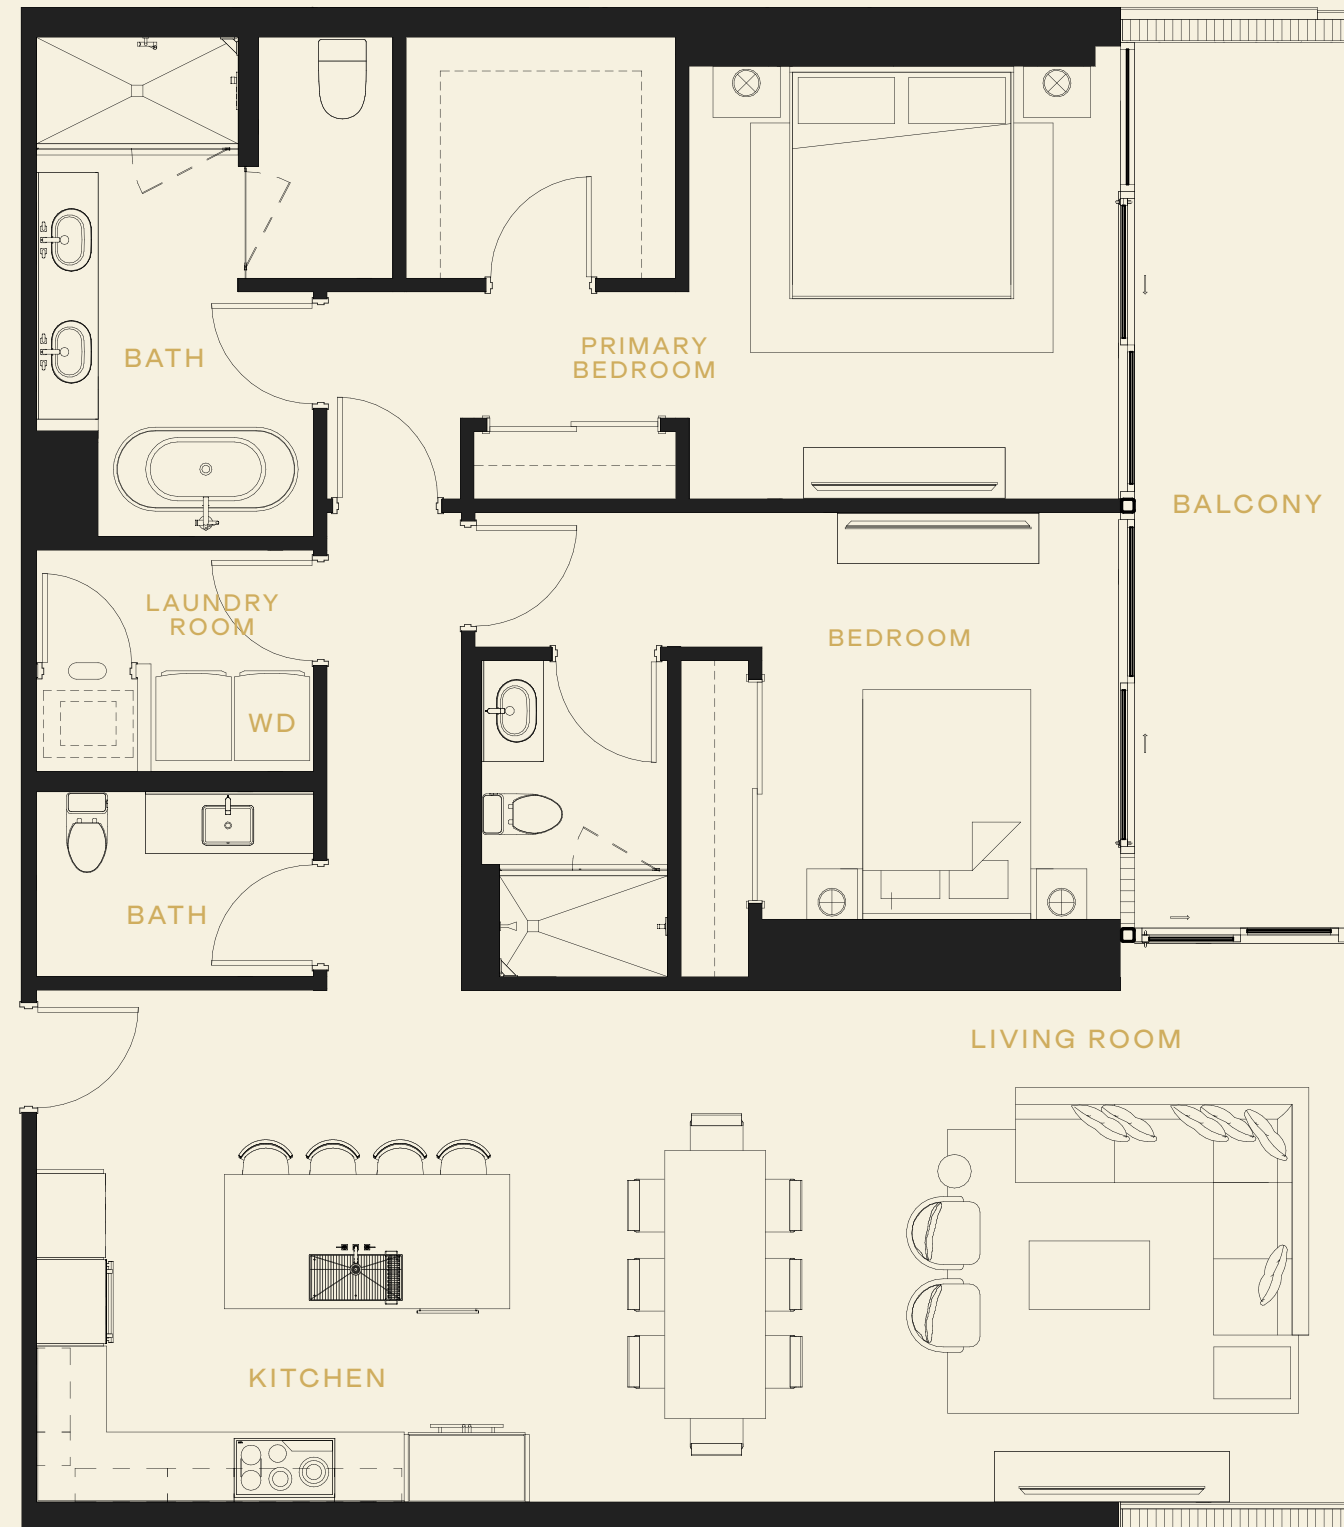 BATH
PRIMARY
BEDROOM
BALCONY
LAUNDRY
ROOM
BEDROOM
WD
BATH
LIVING ROOM
KITCHEN